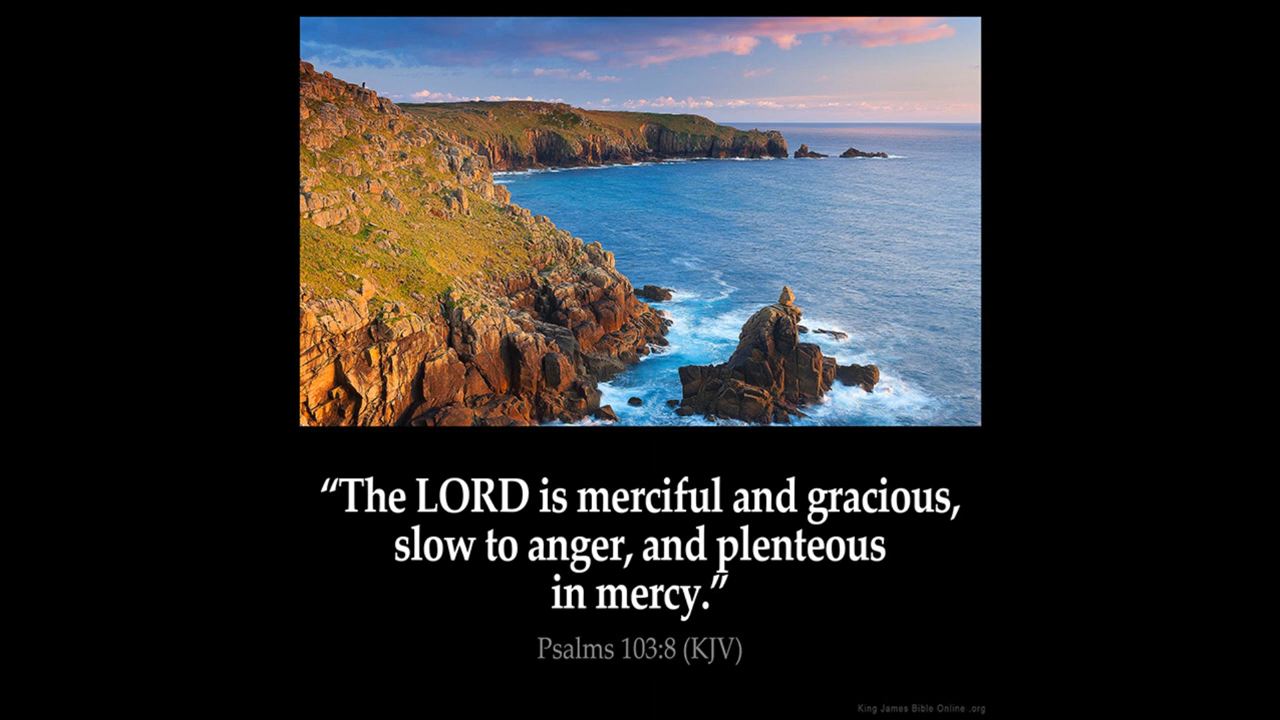 “The LORD is merciful and gracious,
slow to anger, and plenteous
in mercy.”
Psalms 103:8 (KJV)
King James Bible Online .org